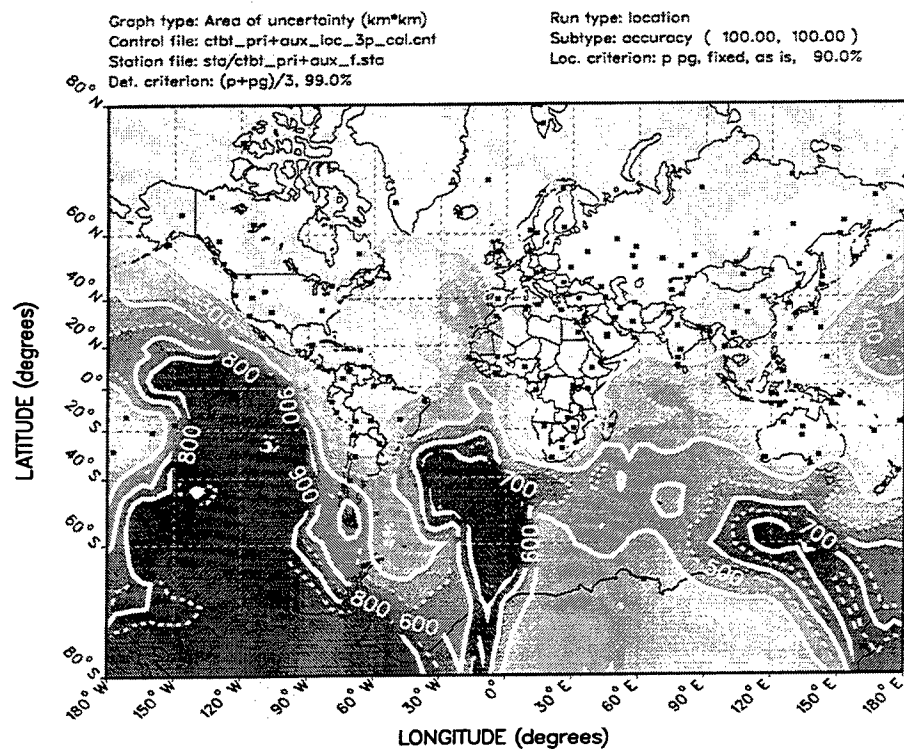 Graph type: Area of uncertainty (km*km)
Control file: ctbt_pri+aux_loc_3p_cal.cnt
Station file: sta/ctbt_pri+aux_f.sta
Det. criterion: (p+pg)/3, 99.0%
Run type: location
Subtype: accuracy ( 100.00, 100.00 )
Loc. criterion: p pg, fixed, as is, 90.0%
80° N
60° N
40° N
30° N
20° N
10° N
0°
20° S
40° S
60° S
80° S
LATITUDE (degrees)
500
800
900
800
900
800
600
700
600
700
500
180° W
150° W
120° W
90° W
60° W
30° W
0°
30° E
60° E
90° E
120° E
150° E
180° E
LONGITUDE (degrees)